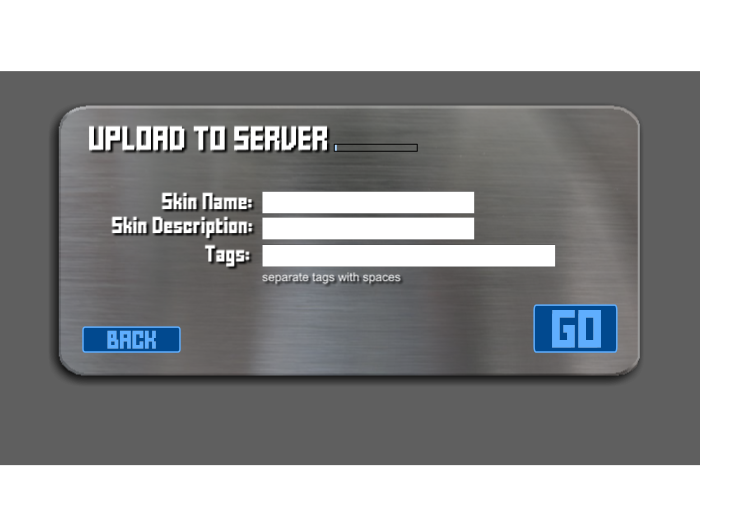 UPLOAD TO SERVER
Skin Name:
Skin Description:
Tags:
separate tags with spaces
BACK
GO